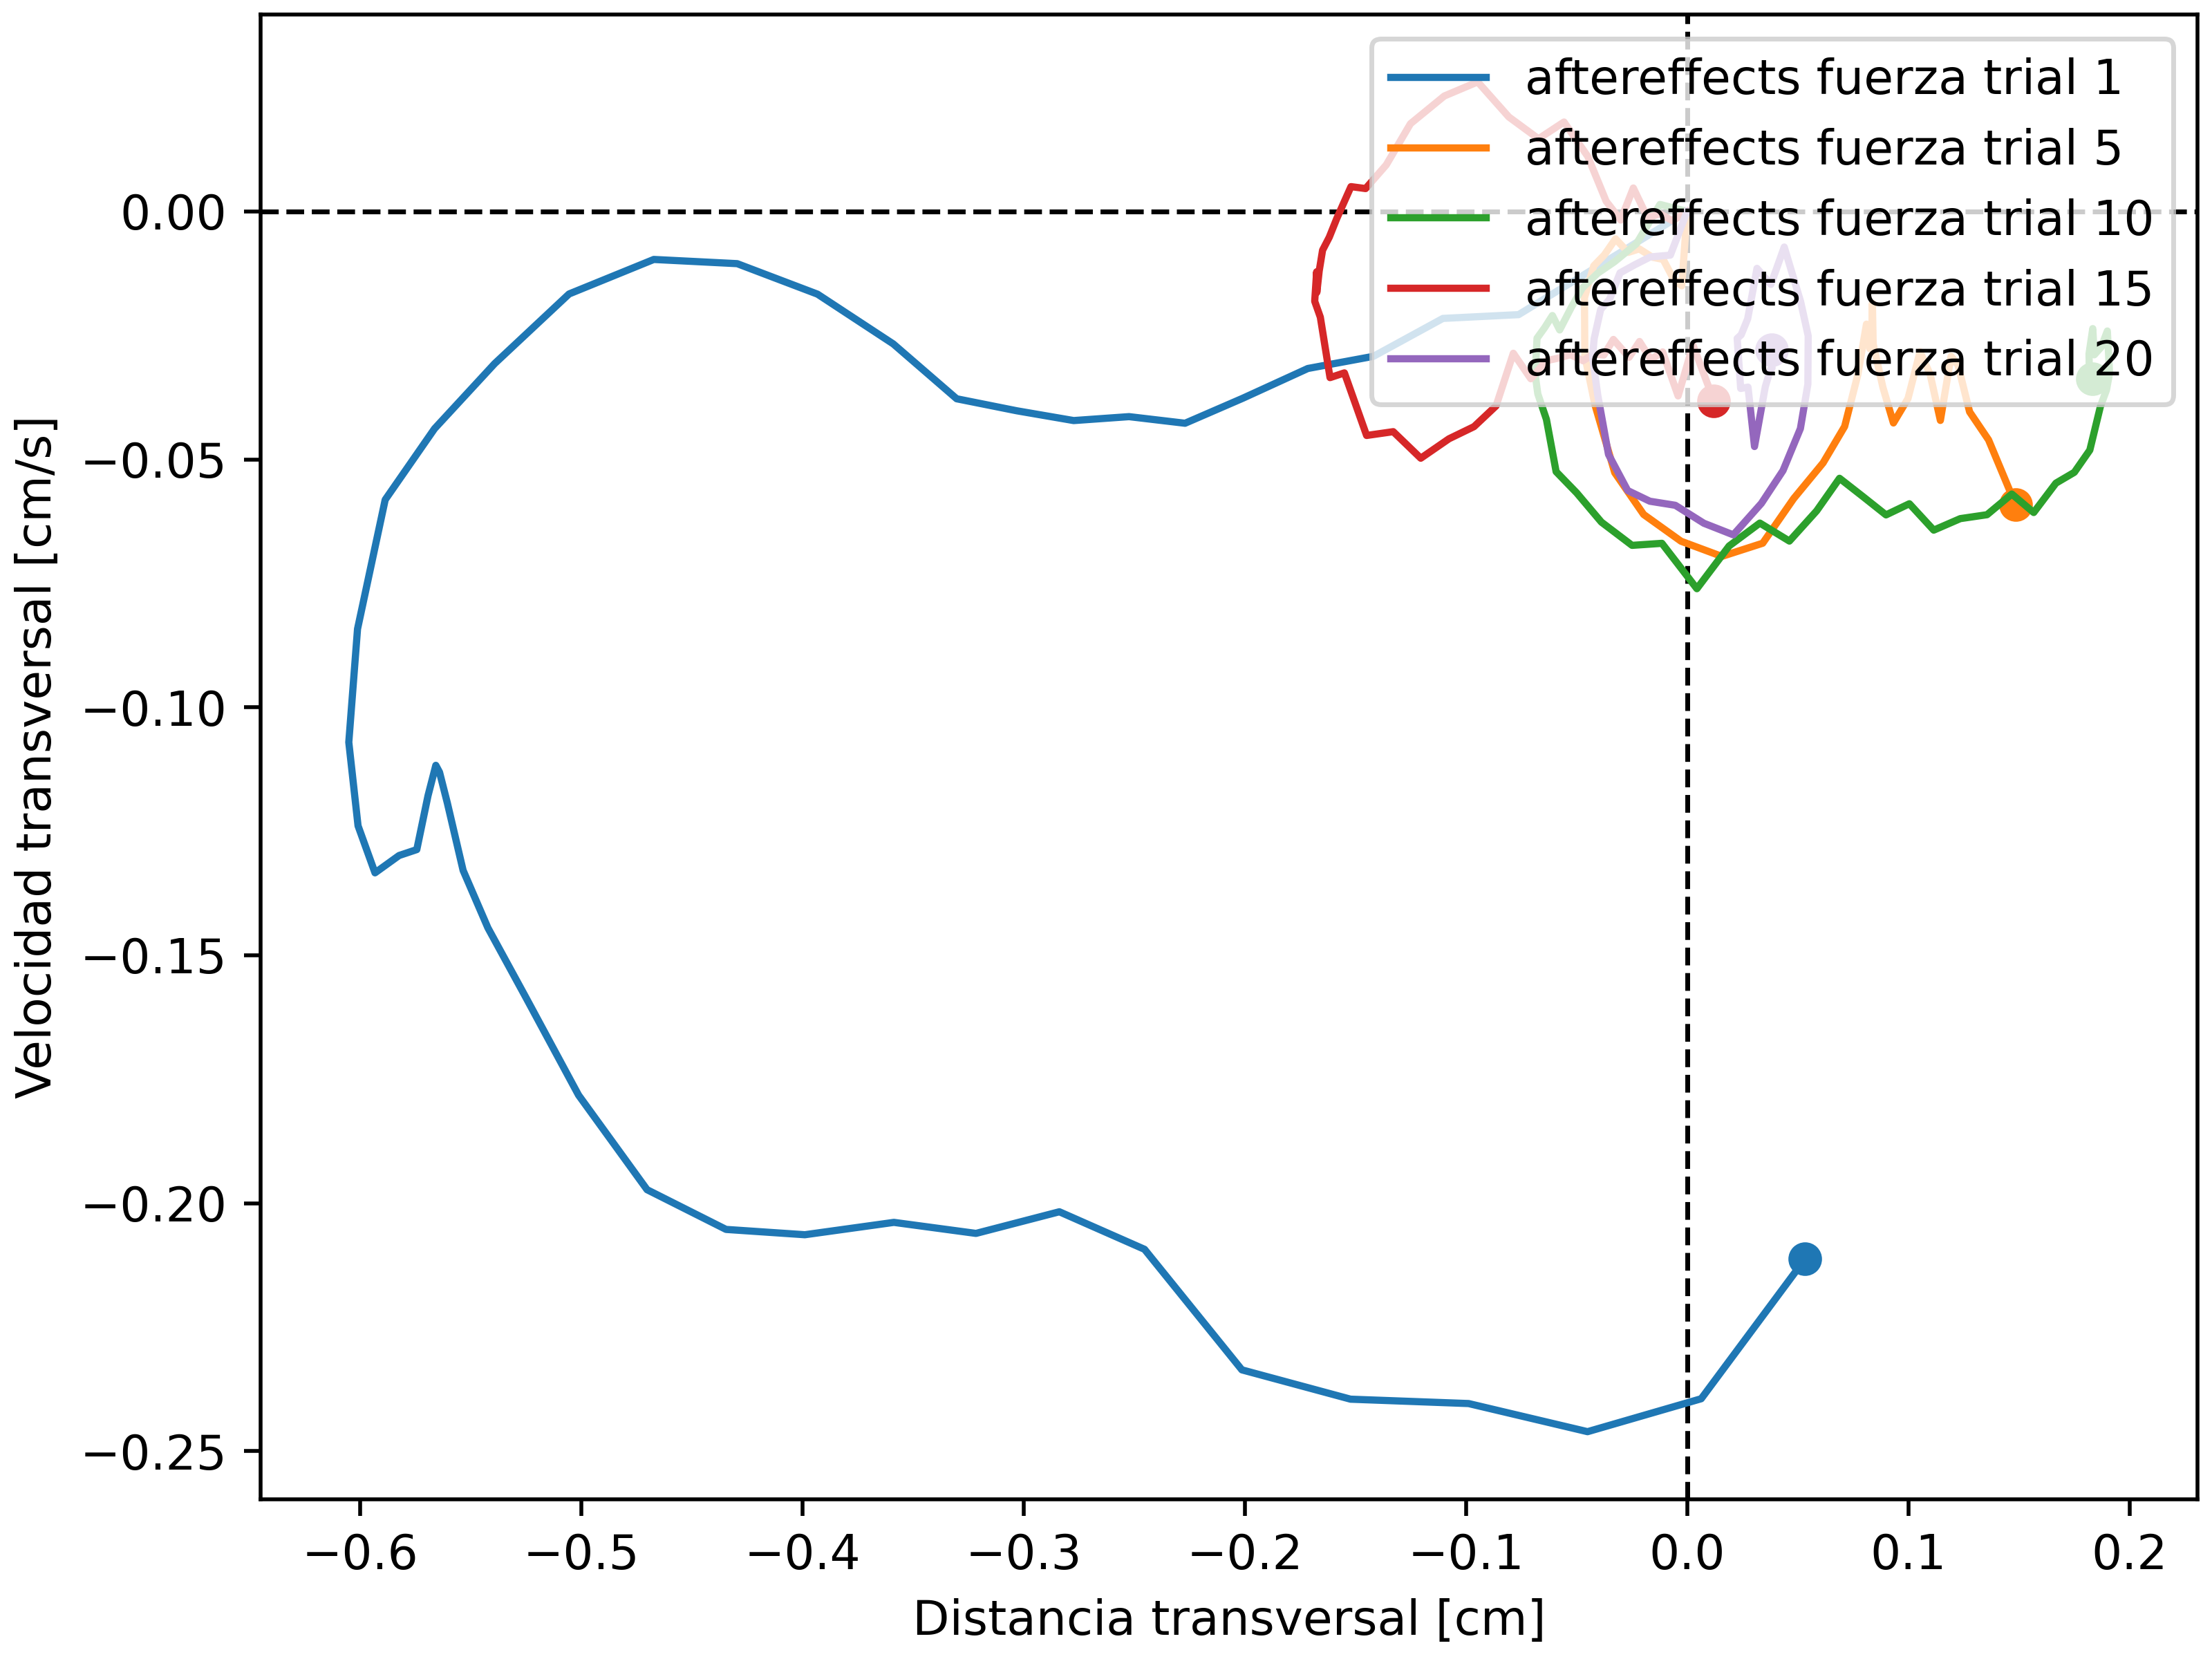 aftereffects fuerza trial 1
aftereffects fuerza trial 5
aftereffects fuerza trial 10
aftereffects fuerza trial 15
aftereffects fuerza trial 20
Velocidad transversal [cm/s]
0.00
−0.05
−0.10
−0.15
−0.20
−0.25
−0.6 −0.5 −0.4 −0.3 −0.2 −0.1 0.0 0.1 0.2
Distancia transversal [cm]